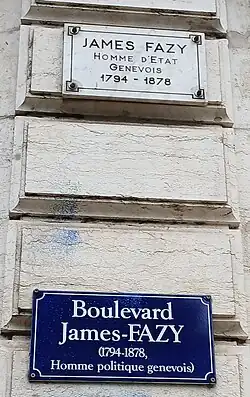 JAMES FAZY
HOMME D'ETAT
GENEVOIS
1794 - 1878
Boulevard
James-FAZY
(1794-1878,
Homme politique genevois)